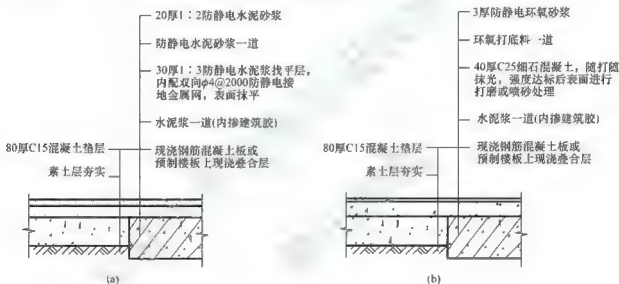 20厚1：2防静电水泥砂浆
防静电水泥砂浆一道
30厚1：3防静电水泥浆找平层，
内配双向φ4@2000防静电接
地金属网，表面抹平
水泥浆一道(内掺建筑胶)
80厚C15混凝土垫层
现浇钢筋混凝土板或
预制楼板上现浇叠合层
素土层夯实
(a)
3厚防静电环氧砂浆
环氧打底料一道
40厚C25细石混凝土，随打随
抹光，强度达标后表面进行
打磨或喷砂处理
水泥浆一道(内掺建筑胶)
80厚C15混凝土垫层
现浇钢筋混凝土板或
预制楼板上现浇叠合层
素土层夯实
(b)